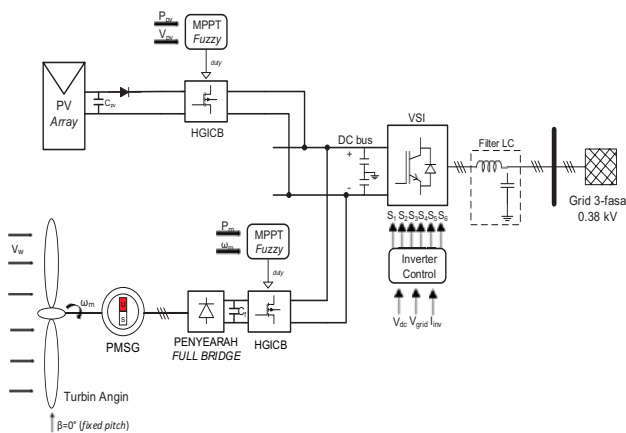 P_pv
V_pv
MPPT
Fuzzy
duty
PV
Array
C_pv
HGICB
DC bus
+
-
VSI
Filter LC
Grid 3-fasa
0.38 kV
S₁ S₂ S₃ S₄ S₅ S₆
Inverter
Control
V_dc V_grid I_inv
P_m
ω_m
MPPT
Fuzzy
duty
V_w
ω_m
U
S
PMSG
C_f
PENYEARAH
FULL BRIDGE
HGICB
Turbin Angin
β=0° (fixed pitch)